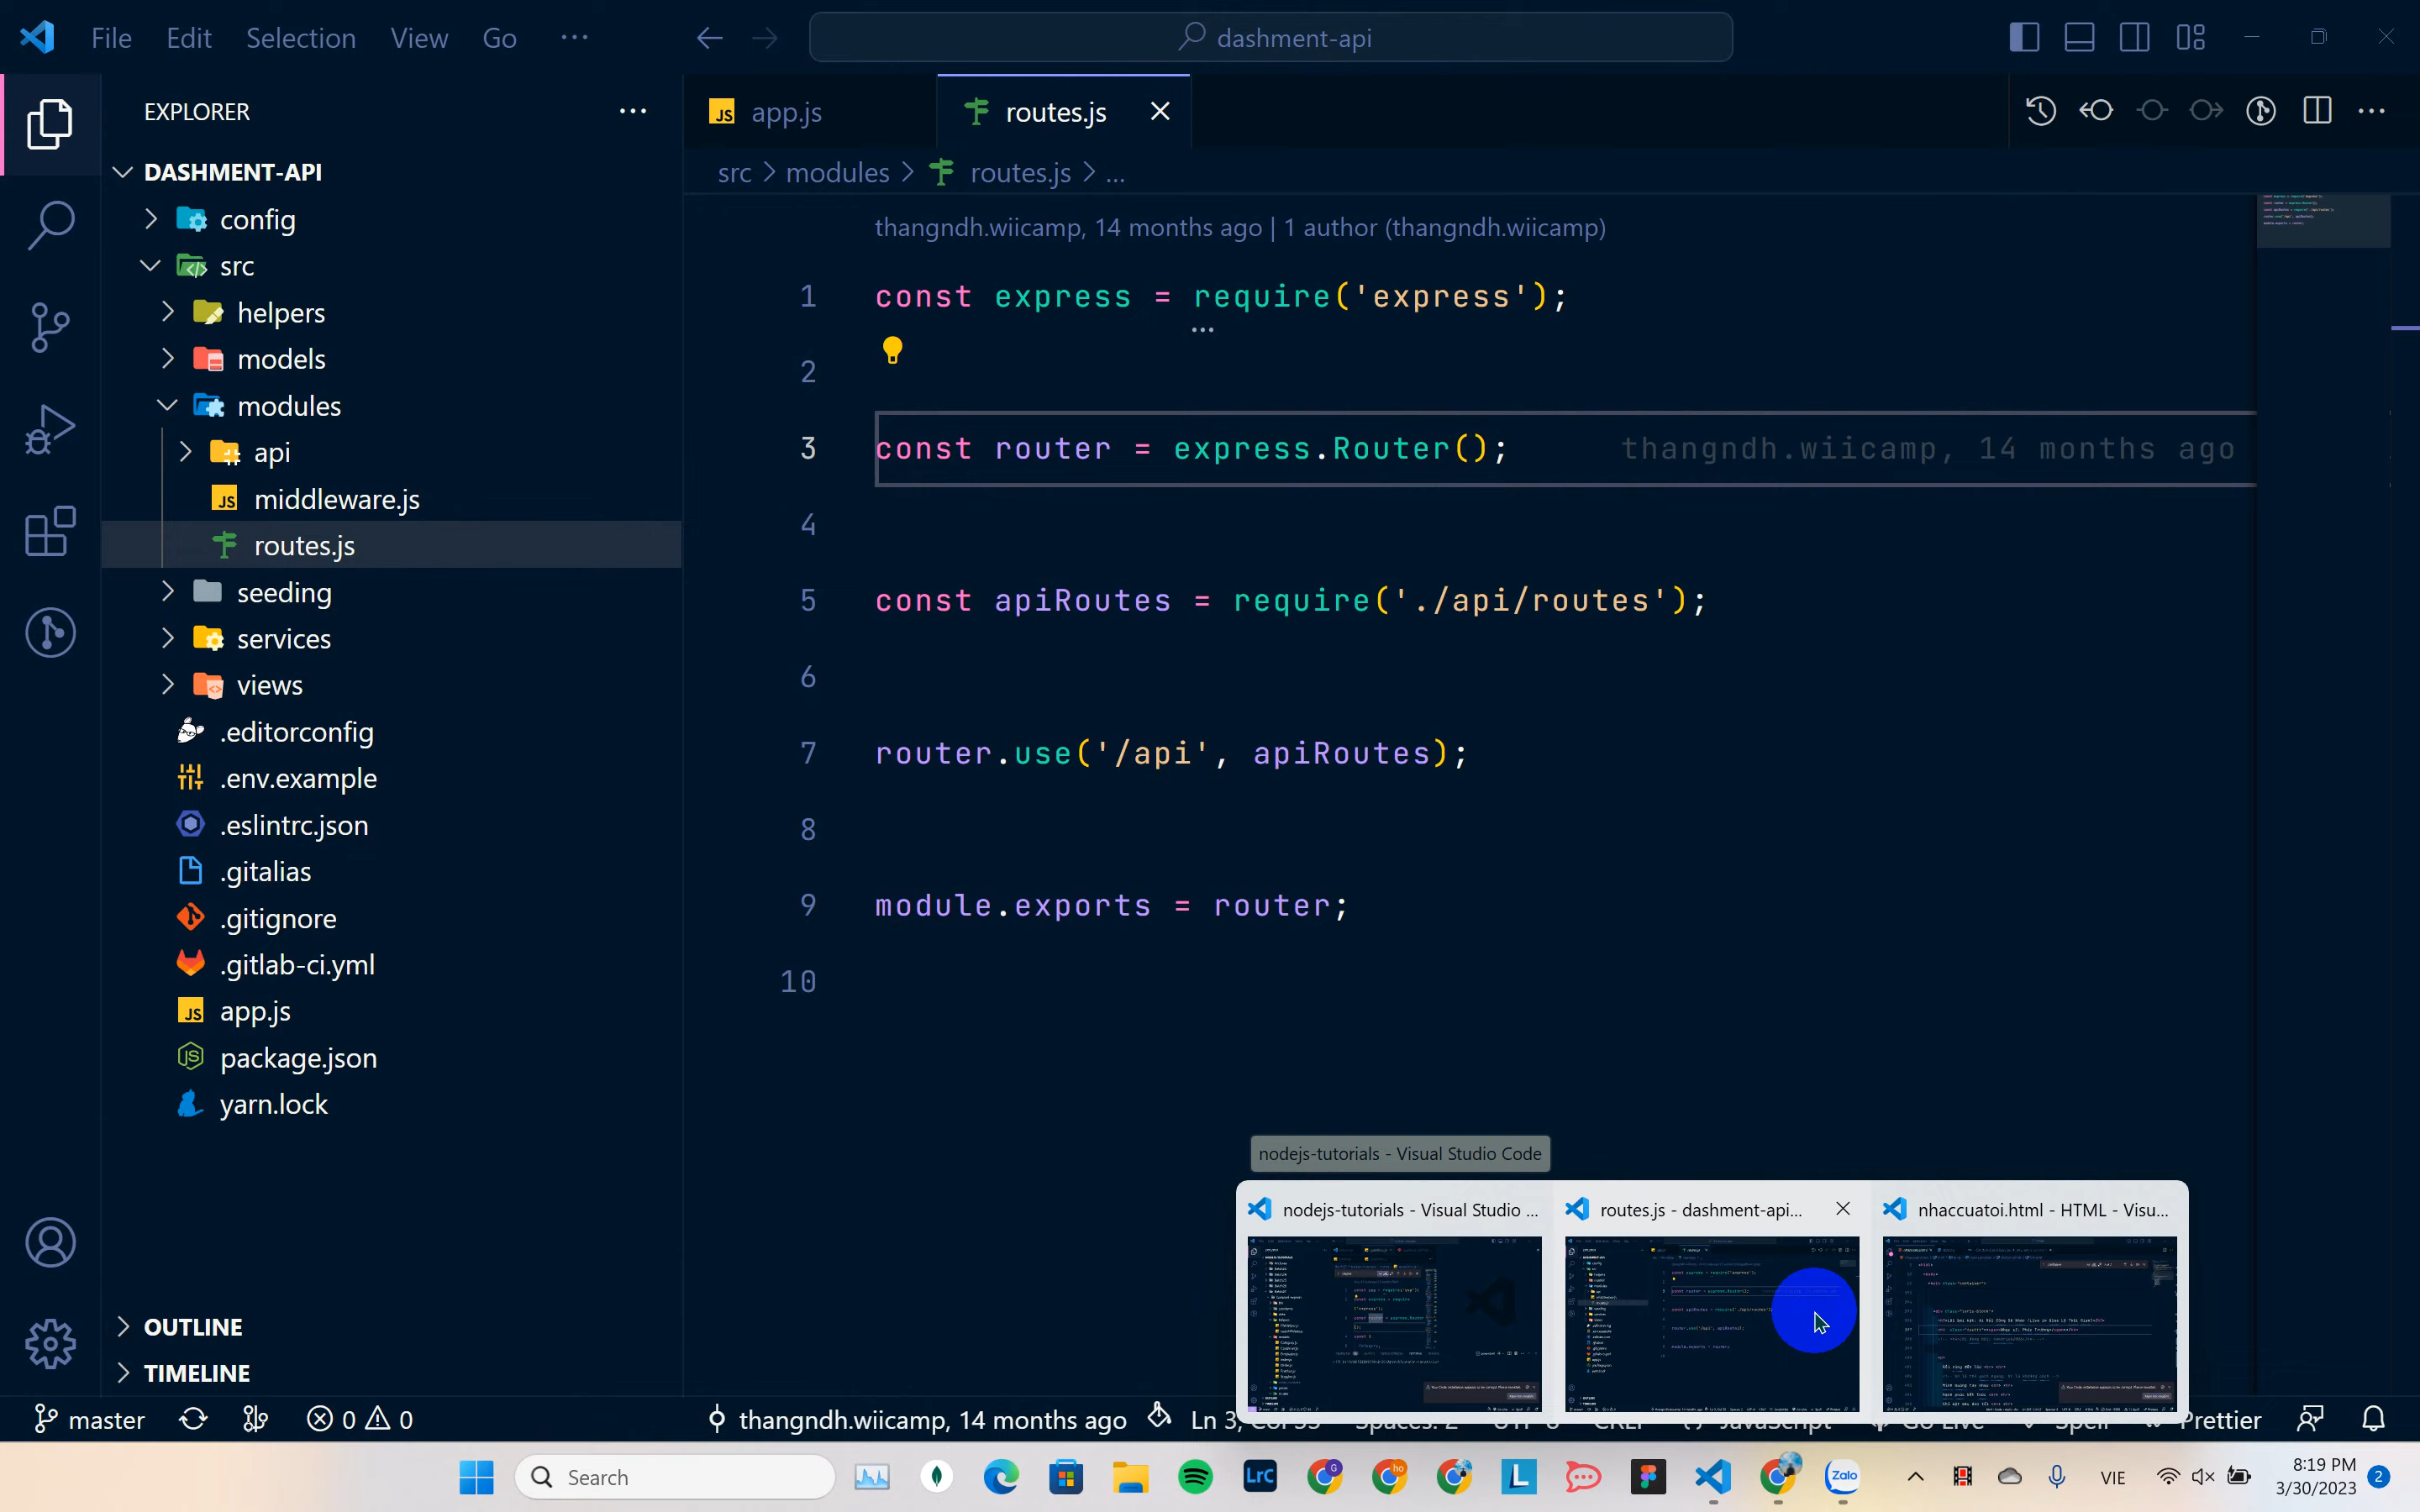 File Edit Selection View Go ···
dashment-api
EXPLORER
DASHMENT-API
config
src
helpers
models
modules
api
middleware.js
routes.js
seeding
services
views
.editorconfig
.env.example
.eslintrc.json
.gitalias
.gitignore
.gitlab-ci.yml
app.js
package.json
yarn.lock
OUTLINE
TIMELINE
JS app.js
routes.js
src > modules > routes.js > ...
thangndh.wiicamp, 14 months ago | 1 author (thangndh.wiicamp)
1 const express = require('express');
2
3 const router = express.Router(); thangndh.wiicamp, 14 months ago
4
5 const apiRoutes = require('./api/routes');
6
7 router.use('/api', apiRoutes);
8
9 module.exports = router;
10
nodejs-tutorials - Visual Studio Code
nodejs-tutorials - Visual Studio ...
routes.js - dashment-api...
nhaccuatoi.html - HTML - Visu...
master
0 0
thangndh.wiicamp, 14 months ago
Prettier
Search
LrC
Zalo
VIE
8:19 PM
3/30/2023
2